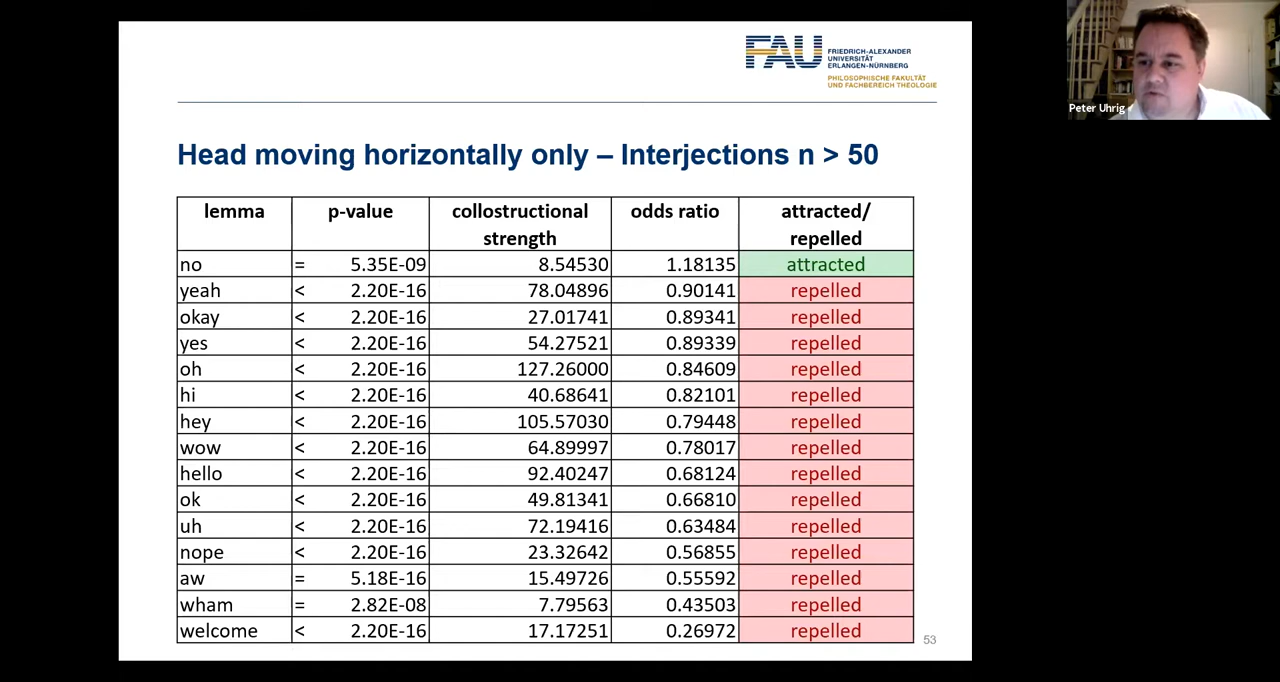 FAU
FRIEDRICH-ALEXANDER
UNIVERSITÄT
ERLANGEN-NÜRNBERG
PHILOSOPHISCHE FAKULTÄT
UND FACHBEREICH THEOLOGIE
Peter Uhrig
Head moving horizontally only – Interjections n > 50
lemma p-value collostructional strength odds ratio attracted/ repelled
no = 5.35E-09 8.54530 1.18135 attracted
yeah < 2.20E-16 78.04896 0.90141 repelled
okay < 2.20E-16 27.01741 0.89341 repelled
yes < 2.20E-16 54.27521 0.89339 repelled
oh < 2.20E-16 127.26000 0.84609 repelled
hi < 2.20E-16 40.68641 0.82101 repelled
hey < 2.20E-16 105.57030 0.79448 repelled
wow < 2.20E-16 64.89997 0.78017 repelled
hello < 2.20E-16 92.40247 0.68124 repelled
ok < 2.20E-16 49.81341 0.66810 repelled
uh < 2.20E-16 72.19416 0.63484 repelled
nope < 2.20E-16 23.32642 0.56855 repelled
aw = 5.18E-16 15.49726 0.55592 repelled
wham = 2.82E-08 7.79563 0.43503 repelled
welcome < 2.20E-16 17.17251 0.26972 repelled
53